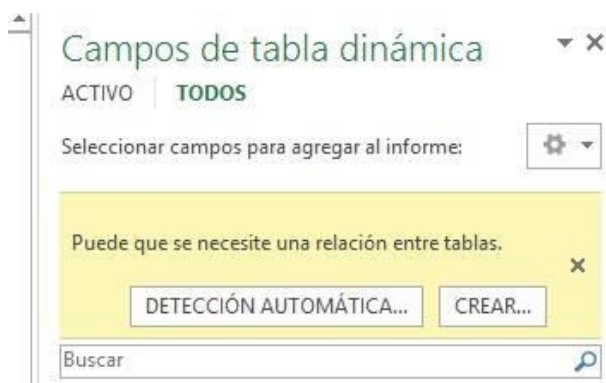 Campos de tabla dinámica
ACTIVO TODOS
Seleccionar campos para agregar al informe:
Puede que se necesite una relación entre tablas.
DETECCIÓN AUTOMÁTICA... CREAR...
Buscar